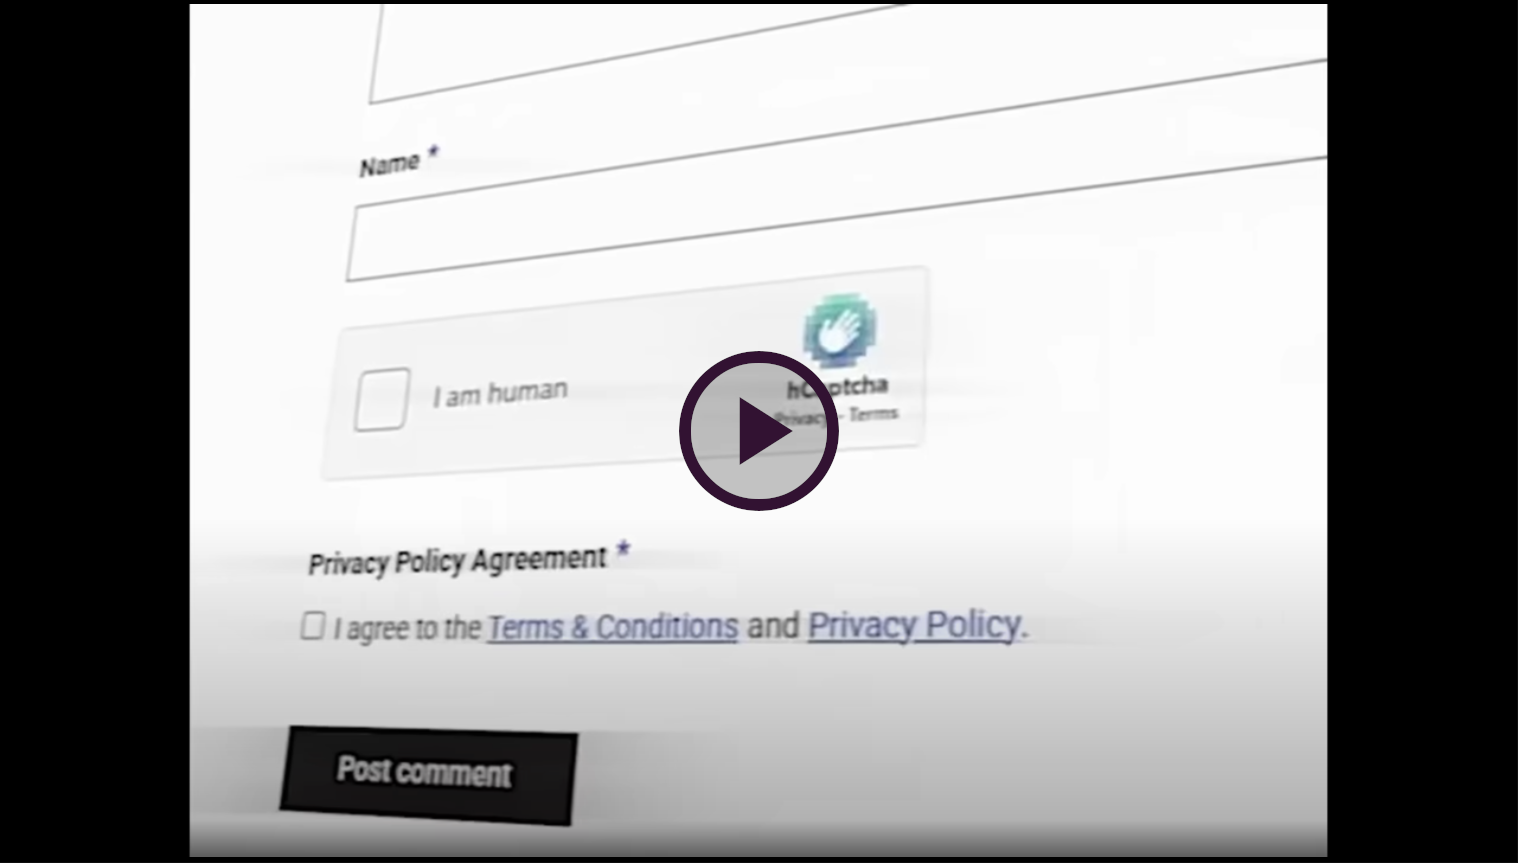 Name *
I am human
hCaptcha
Privacy - Terms
Privacy Policy Agreement *
I agree to the Terms & Conditions and Privacy Policy.
Post comment